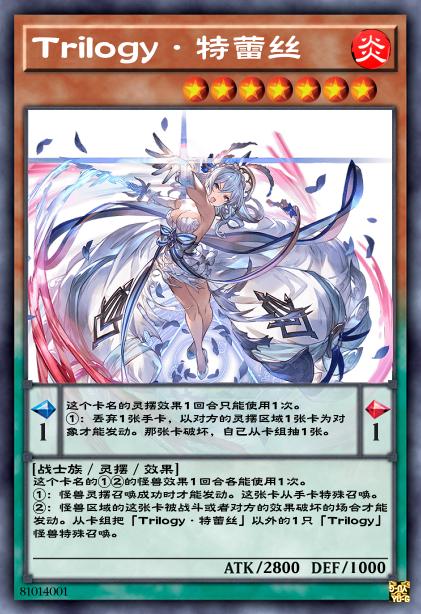 Trilogy・特蕾丝
炎
这个卡名的灵摆效果1回合只能使用1次。
①：丢弃1张手卡，以对方的灵摆区域1张卡为对
象才能发动。那张卡破坏，自己从卡组抽1张。
1
1
[战士族／灵摆／效果]
这个卡名的①②的怪兽效果1回合各能使用1次。
①：怪兽灵摆召唤成功时才能发动。这张卡从手卡特殊召唤。
②：怪兽区域的这张卡被战斗或者对方的效果破坏的场合才能
发动。从卡组把「Trilogy・特蕾丝」以外的1只「Trilogy」
怪兽特殊召唤。
ATK/2800 DEF/1000
81014001